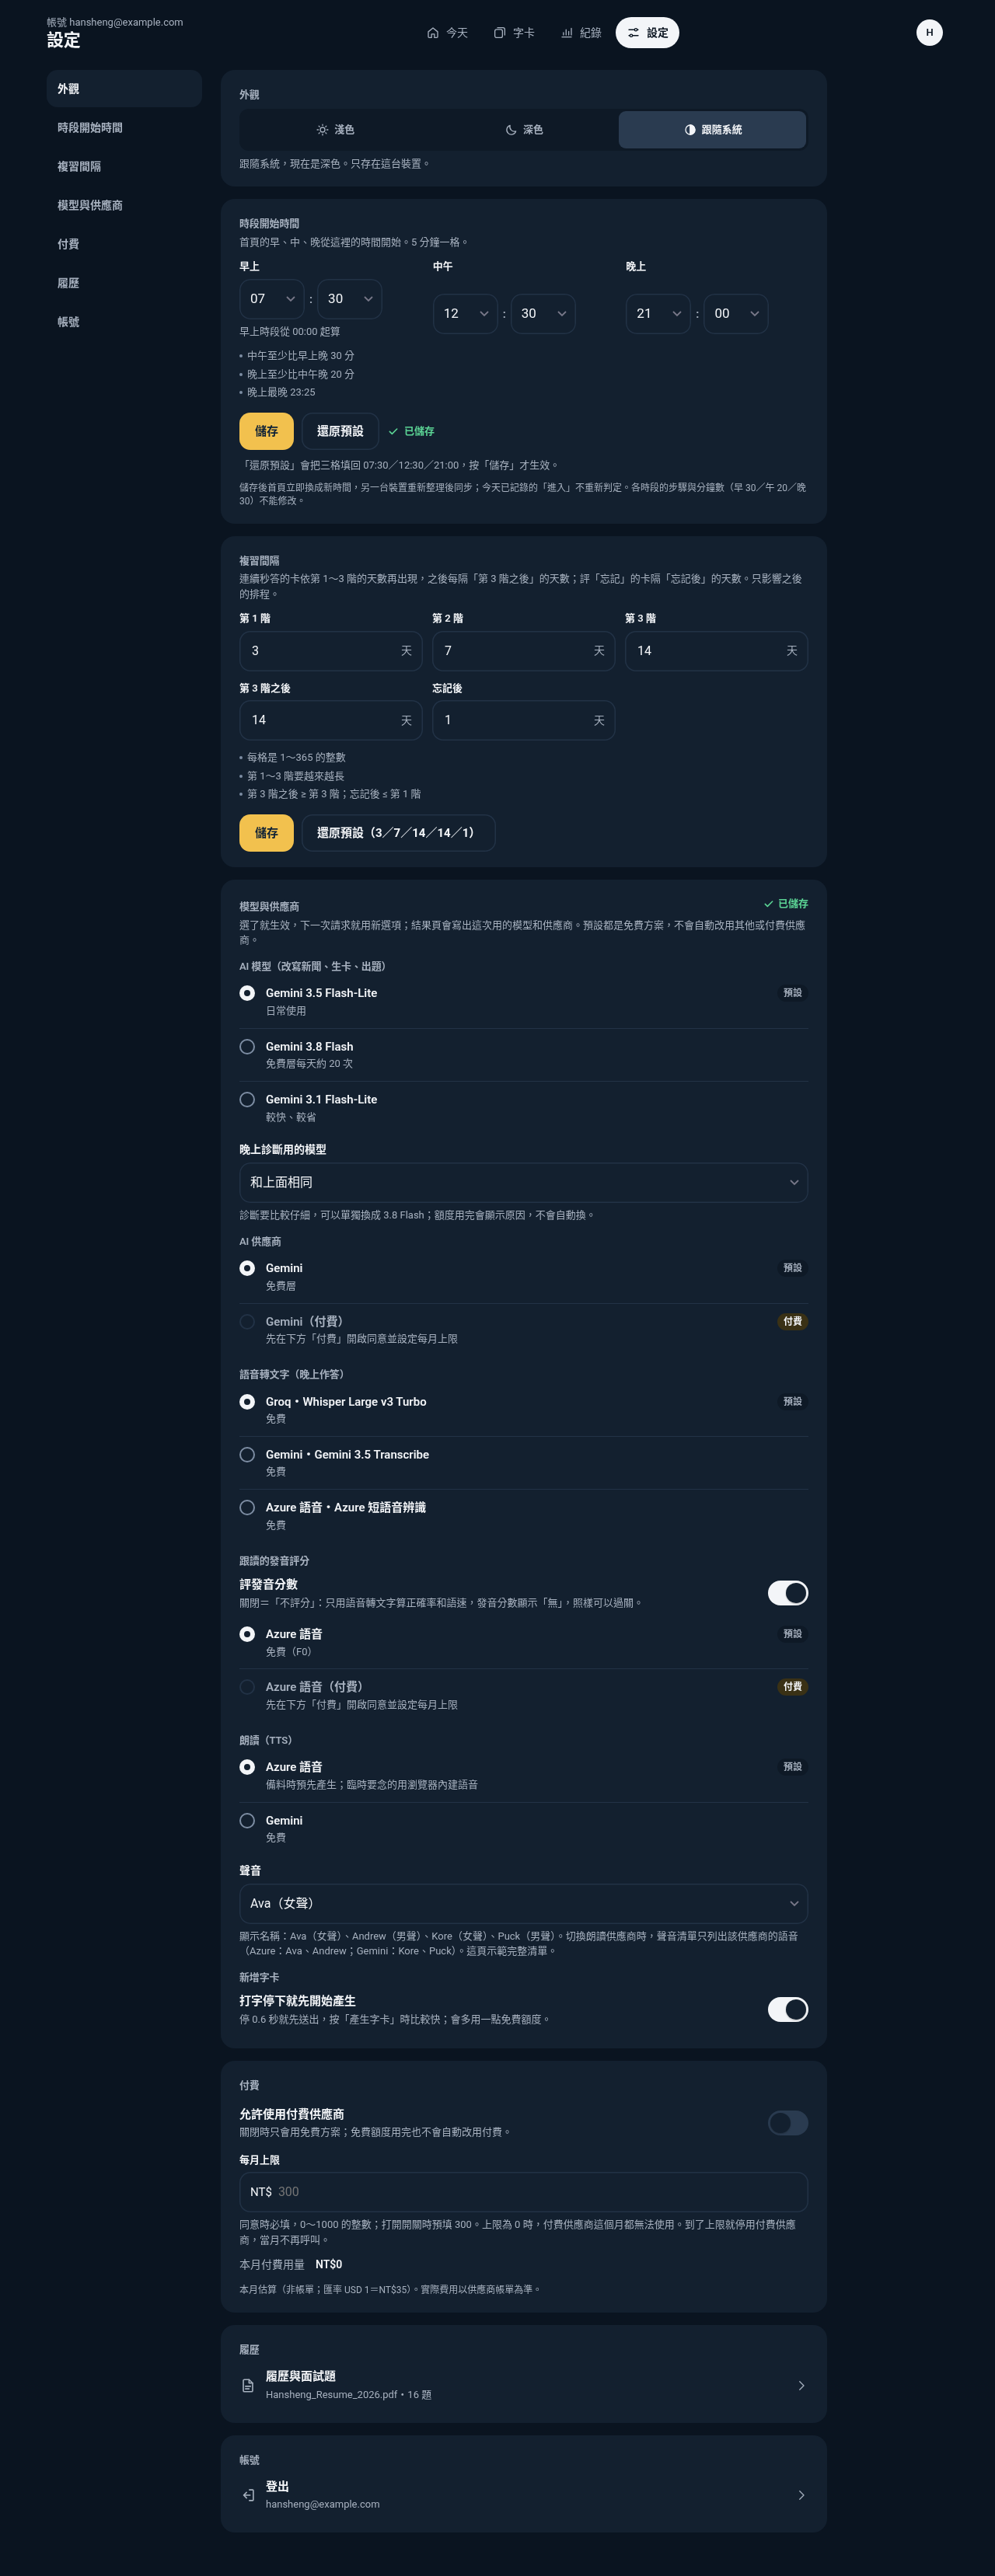 帳號 hansheng@example.com
設定
今天
字卡
紀錄
設定
H
外觀
時段開始時間
複習間隔
模型與供應商
付費
履歷
帳號
外觀
淺色
深色
跟隨系統
跟隨系統，現在是深色。只存在這台裝置。
時段開始時間
首頁的早、中、晚從這裡的時間開始。5 分鐘一格。
早上
中午
晚上
07 : 30
12 : 30
21 : 00
早上時段從 00:00 起算
• 中午至少比早上晚 30 分
• 晚上至少比中午晚 20 分
• 晚上最晚 23:25
儲存
還原預設
已儲存
「還原預設」會把三格填回 07:30／12:30／21:00，按「儲存」才生效。
儲存後首頁立即換成新時間，另一台裝置重新整理後同步；今天已記錄的「進入」不重新判定。各時段的步驟與分鐘數（早 30／午 20／晚
30）不能修改。
複習間隔
連續秒答的卡依第 1～3 階的天數再出現，之後每隔「第 3 階之後」的天數；評「忘記」的卡隔「忘記後」的天數。只影響之後
的排程。
第 1 階
第 2 階
第 3 階
3 天
7 天
14 天
第 3 階之後
忘記後
14 天
1 天
• 每格是 1～365 的整數
• 第 1～3 階要越來越長
• 第 3 階之後 ≥ 第 3 階；忘記後 ≤ 第 1 階
儲存
還原預設（3／7／14／14／1）
模型與供應商
已儲存
選了就生效，下一次請求就用新選項；結果頁會寫出這次用的模型和供應商。預設都是免費方案，不會自動改用其他或付費供應
商。
AI 模型（改寫新聞、生卡、出題）
Gemini 3.5 Flash-Lite
預設
日常使用
Gemini 3.8 Flash
免費層每天約 20 次
Gemini 3.1 Flash-Lite
較快、較省
晚上診斷用的模型
和上面相同
診斷要比較仔細，可以單獨換成 3.8 Flash；額度用完會顯示原因，不會自動換。
AI 供應商
Gemini
預設
免費層
Gemini（付費）
付費
先在下方「付費」開啟同意並設定每月上限
語音轉文字（晚上作答）
Groq・Whisper Large v3 Turbo
預設
免費
Gemini・Gemini 3.5 Transcribe
免費
Azure 語音・Azure 短語音辨識
免費
跟讀的發音評分
評發音分數
關閉＝「不評分」：只用語音轉文字算正確率和語速，發音分數顯示「無」，照樣可以過關。
Azure 語音
預設
免費（F0）
Azure 語音（付費）
付費
先在下方「付費」開啟同意並設定每月上限
朗讀（TTS）
Azure 語音
預設
備料時預先產生；臨時要念的用瀏覽器內建語音
Gemini
免費
聲音
Ava（女聲）
顯示名稱：Ava（女聲）、Andrew（男聲）、Kore（女聲）、Puck（男聲）。切換朗讀供應商時，聲音清單只列出該供應商的語音
（Azure：Ava、Andrew；Gemini：Kore、Puck）。這頁示範完整清單。
新增字卡
打字停下就先開始產生
停 0.6 秒就先送出，按「產生字卡」時比較快；會多用一點免費額度。
付費
允許使用付費供應商
關閉時只會用免費方案；免費額度用完也不會自動改用付費。
每月上限
NT$ 300
同意時必填，0～1000 的整數；打開開關時預填 300。上限為 0 時，付費供應商這個月都無法使用。到了上限就停用付費供應
商，當月不再呼叫。
本月付費用量 NT$0
本月估算（非帳單；匯率 USD 1＝NT$35）。實際費用以供應商帳單為準。
履歷
履歷與面試題
Hansheng_Resume_2026.pdf・16 題
帳號
登出
hansheng@example.com